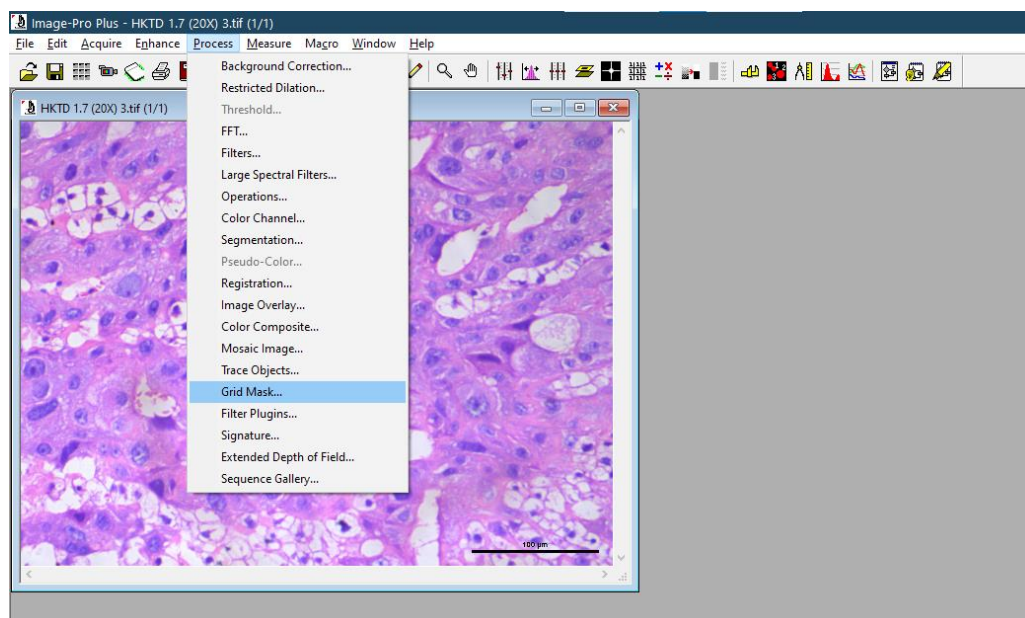 Image-Pro Plus - HKTD 1.7 (20X) 3.tif (1/1)
File Edit Acquire Enhance Process Measure Macro Window Help
HKTD 1.7 (20X) 3.tif (1/1)
Background Correction...
Restricted Dilation...
Threshold...
FFT...
Filters...
Large Spectral Filters...
Operations...
Color Channel...
Segmentation...
Pseudo-Color...
Registration...
Image Overlay...
Color Composite...
Mosaic Image...
Trace Objects...
Grid Mask...
Filter Plugins...
Signature...
Extended Depth of Field...
Sequence Gallery...
100 µm